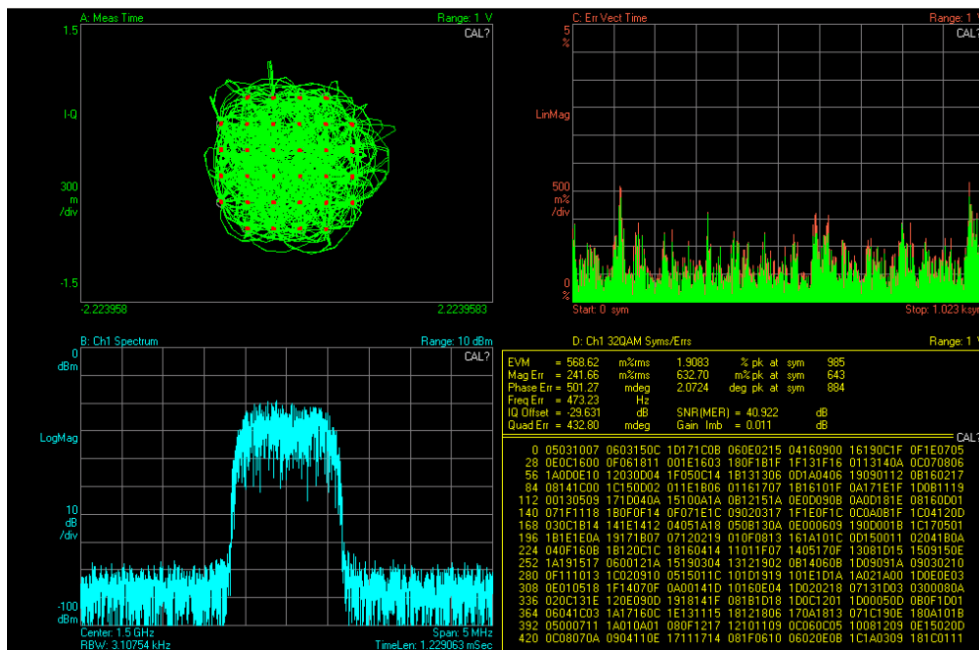 A: Meas Time Range: 1 V
1.5 CAL?
I-Q
300
m
/div
-1.5
-2.2239958 2.2239583
C: Err Vect Time Range: 1 V
5 CAL?
%
LinMag
500
m%
/div
0
%
Start: 0 sym Stop: 1.023 ksym
B: Ch1 Spectrum Range: 10 dBm
0 CAL?
dBm
LogMag
10
dB
/div
-100
dBm
Center: 1.5 GHz Span: 5 MHz
RBW: 3.10754 kHz TimeLen: 1.229063 mSec
D: Ch1 32QAM Syms/Errs Range: 1 V
EVM = 568.62 m%rms 1.9083 % pk at sym 985
Mag Err = 241.66 m%rms 632.70 m% pk at sym 643
Phase Err = 501.27 mdeg 2.0724 deg pk at sym 884
Freq Err = 473.23 Hz
IQ Offset = -29.631 dB SNR(MER) = 40.922 dB
Quad Err = 432.80 mdeg Gain Imb = 0.011 dB
0 05031007 0603150C 1D171C0B 060E0215 04160900 16190C1F 0F1E0705
28 0E0C1600 0F061811 001E1603 180F1B1F 1F131F16 0113140A 0C070806
56 1A0D0E10 12030D04 1F050C14 1B131306 0D1A0406 19090112 0B160217
84 08141C00 1C150D02 011E1B06 01161707 1B16101F 0A171E1F 1D0B1119
112 00130509 171D040A 15100A1A 0B12151A 0E0D090B 0A0D181E 08160D01
140 071F1118 1B0F0F14 0F071E1C 09020317 1F1E0F1C 0C0A0B1F 1C04120D
168 030C1B14 141E1412 04051A18 050B130A 0E000609 190D001B 1C170501
196 1B1E1E0A 19171B07 07120219 010F0813 161A101C 0D150011 02041B0A
224 040F160B 1B120C1C 18160414 11011F07 1405170F 13081D15 1509150E
252 1A191517 0600121A 15190304 13121902 0B14060B 1D09091A 09030210
280 0F111013 1C020910 0515011C 101D1919 101E1D1A 1A021A00 1D0E0E03
308 0E010518 1F14070F 0A00141D 10160E04 1D020218 07131D03 0300080A
336 020C131E 120E090D 1918141F 081B1D18 1D0C1201 1D00050D 0B0F1D01
364 06041C03 1A17160C 1E131115 18121806 170A1813 071C190E 180A101B
392 05000711 1A010A01 080F1217 12101109 0C060C05 10081209 0E15020D
420 0C08070A 0904110E 17111714 081F0610 06020E0B 1C1A0309 181C0111